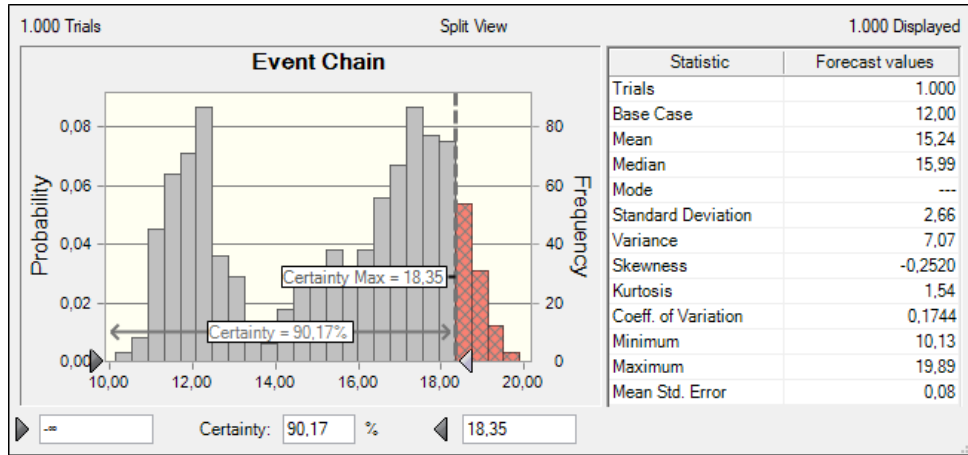 1.000 Trials Split View 1.000 Displayed
Event Chain
Probability
0,08
0,06
0,04
0,02
0,00
80
60
40
20
0
Frequency
Certainty Max = 18,35
Certainty = 90,17%
10,00 12,00 14,00 16,00 18,00 20,00
Statistic Forecast values
Trials 1.000
Base Case 12,00
Mean 15,24
Median 15,99
Mode ---
Standard Deviation 2,66
Variance 7,07
Skewness -0,2520
Kurtosis 1,54
Coeff. of Variation 0,1744
Minimum 10,13
Maximum 19,89
Mean Std. Error 0,08
-∞ Certainty: 90,17 % 18,35